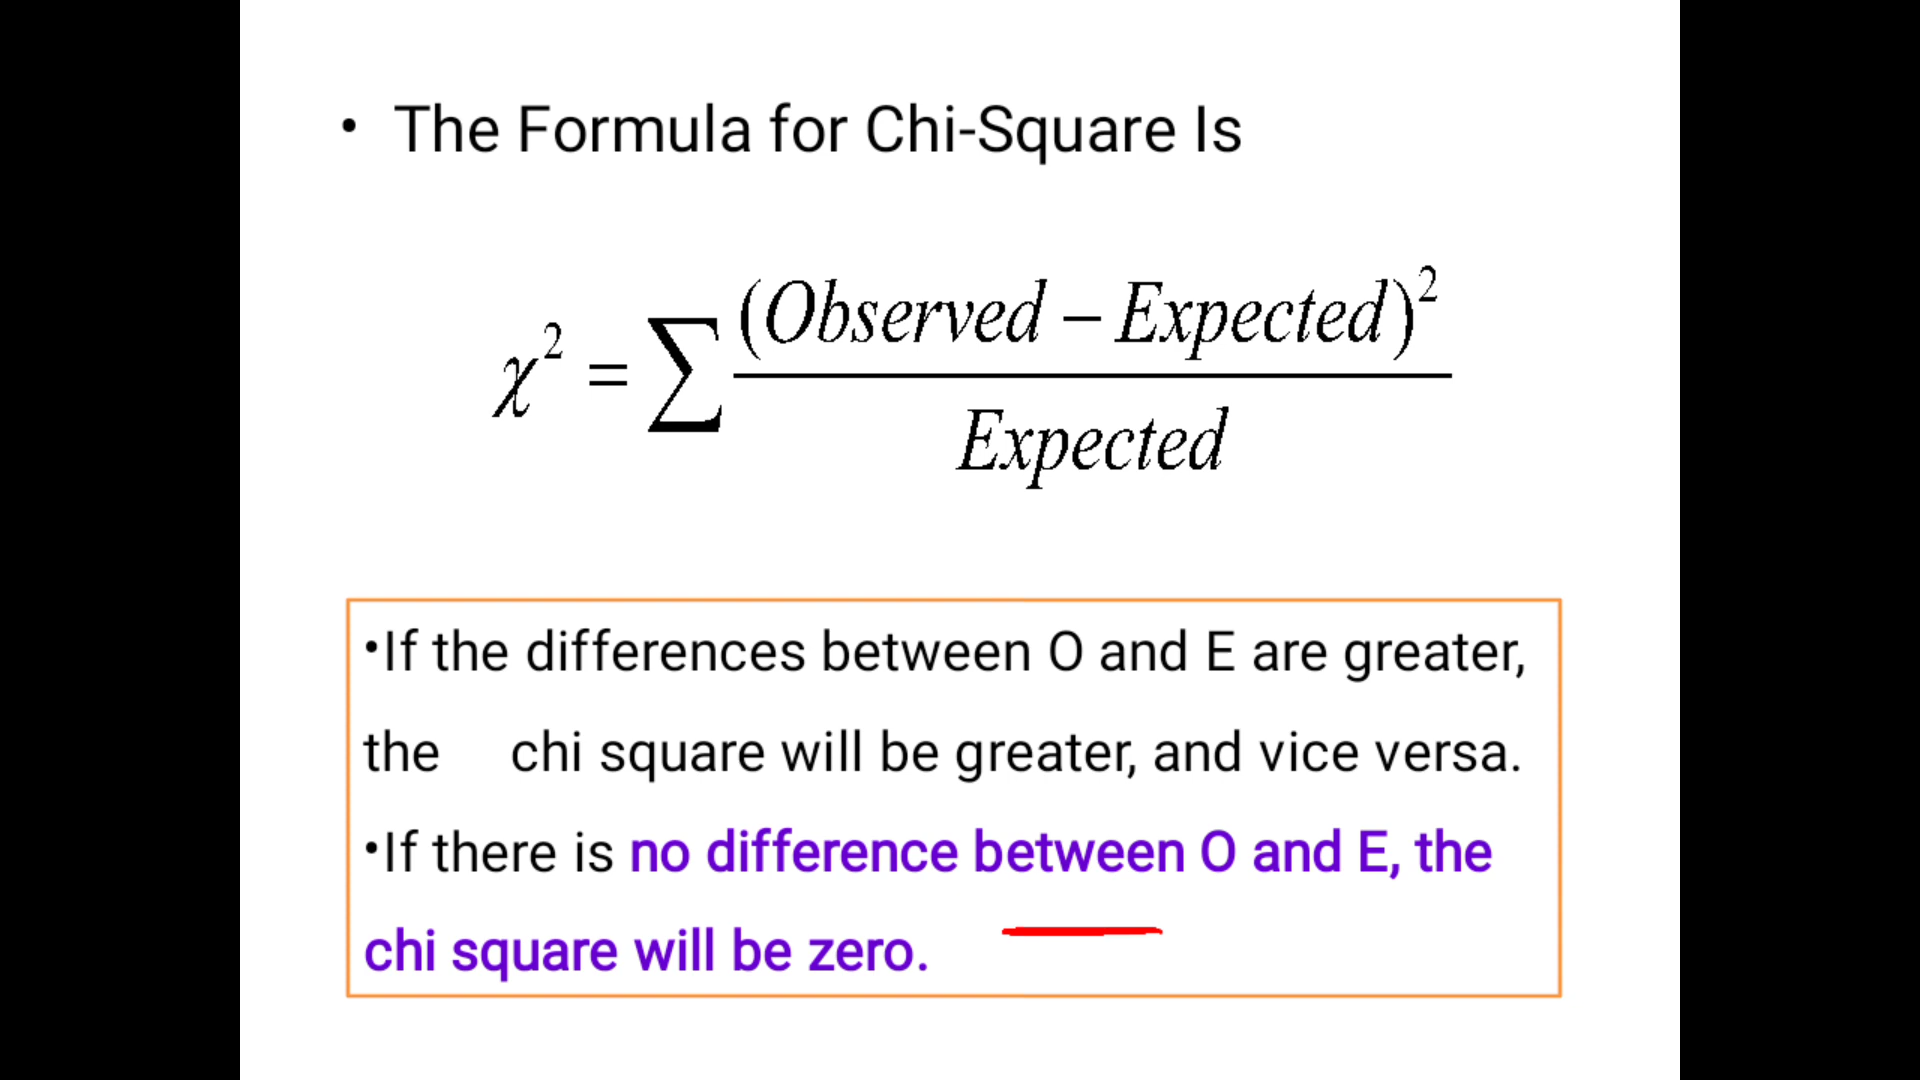 • The Formula for Chi-Square Is
χ² = ∑ (Observed – Expected)² / Expected
•If the differences between O and E are greater,
the chi square will be greater, and vice versa.
•If there is no difference between O and E, the
chi square will be zero.